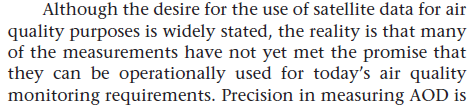 Although the desire for the use of satellite data for air
quality purposes is widely stated, the reality is that many
of the measurements have not yet met the promise that
they can be operationally used for today's air quality
monitoring requirements. Precision in measuring AOD is